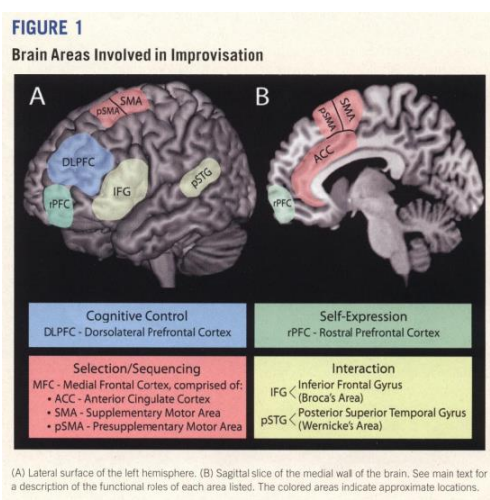 FIGURE 1
Brain Areas Involved in Improvisation
A
B
SMA
pSMA
DLPFC
IFG
pSTG
rPFC
SMA
pSMA
ACC
rPFC
Cognitive Control
DLPFC - Dorsolateral Prefrontal Cortex
Self-Expression
rPFC - Rostral Prefrontal Cortex
Selection/Sequencing
MFC - Medial Frontal Cortex, comprised of:
• ACC - Anterior Cingulate Cortex
• SMA - Supplementary Motor Area
• pSMA - Presupplementary Motor Area
Interaction
IFG < Inferior Frontal Gyrus
(Broca's Area)
pSTG < Posterior Superior Temporal Gyrus
(Wernicke's Area)
(A) Lateral surface of the left hemisphere. (B) Sagittal slice of the medial wall of the brain. See main text for
a description of the functional roles of each area listed. The colored areas indicate approximate locations.